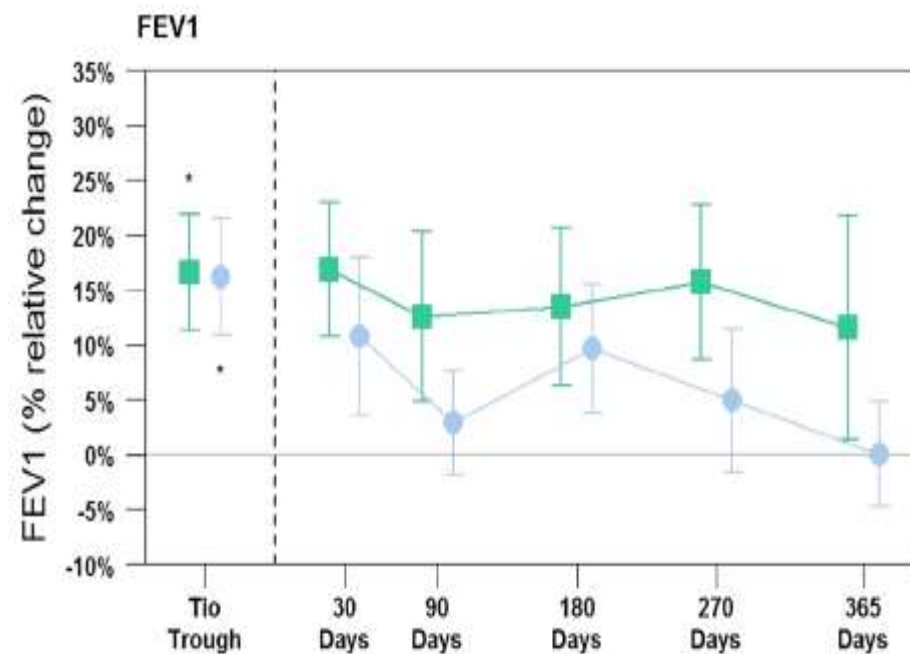 FEV1
FEV1 (% relative change)
35%
30%
25%
20%
15%
10%
5%
0%
-5%
-10%
*
*
Tio
Trough
30
Days
90
Days
180
Days
270
Days
365
Days